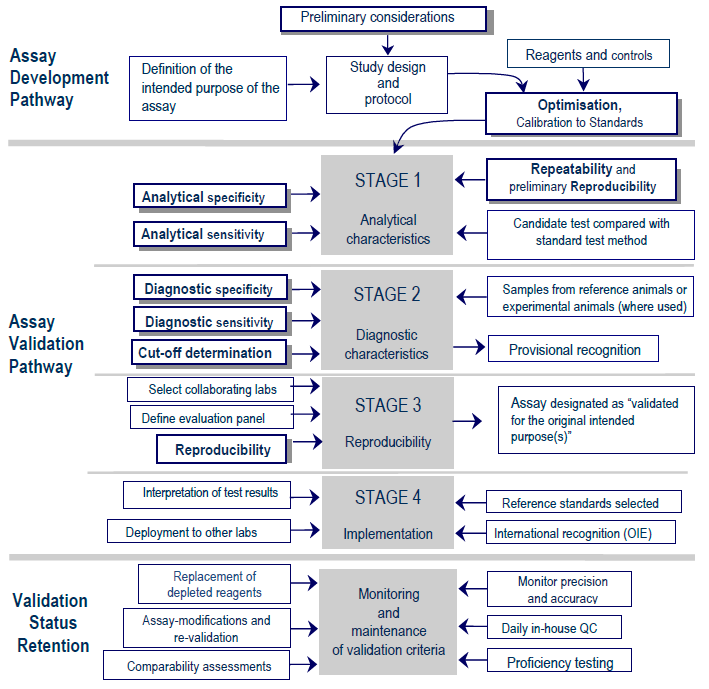 Preliminary considerations
Assay
Development
Pathway
Definition of the
intended purpose of the
assay
Study design
and
protocol
Reagents and controls
Optimisation,
Calibration to Standards
Assay
Validation
Pathway
STAGE 1
Analytical
characteristics
Analytical specificity
Analytical sensitivity
Repeatability and
preliminary Reproducibility
Candidate test compared with
standard test method
STAGE 2
Diagnostic
characteristics
Diagnostic specificity
Diagnostic sensitivity
Cut-off determination
Samples from reference animals or
experimental animals (where used)
Provisional recognition
STAGE 3
Reproducibility
Select collaborating labs
Define evaluation panel
Reproducibility
Assay designated as “validated
for the original intended
purpose(s)”
STAGE 4
Implementation
Interpretation of test results
Deployment to other labs
Reference standards selected
International recognition (OIE)
Validation
Status
Retention
Replacement of
depleted reagents
Assay-modifications and
re-validation
Comparability assessments
Monitoring
and
maintenance
of validation criteria
Monitor precision
and accuracy
Daily in-house QC
Proficiency testing